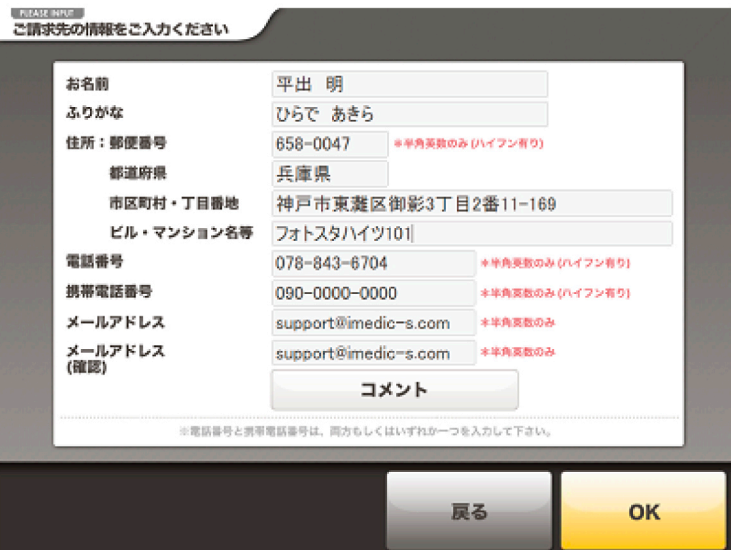 PLEASE INPUT
ご請求先の情報をご入力ください
お名前 平出 明
ふりがな ひらで あきら
住所：郵便番号 658-0047 ※半角英数のみ (ハイフン有り)
都道府県 兵庫県
市区町村・丁目番地 神戸市東灘区御影3丁目2番11-169
ビル・マンション名等 フォトスタハイツ101
電話番号 078-843-6704 ※半角英数のみ (ハイフン有り)
携帯電話番号 090-0000-0000 ※半角英数のみ (ハイフン有り)
メールアドレス support@imedic-s.com ※半角英数のみ
メールアドレス support@imedic-s.com ※半角英数のみ
(確認)
コメント
※電話番号と携帯電話番号は、両方もしくはいずれか一つを入力して下さい。
戻る OK